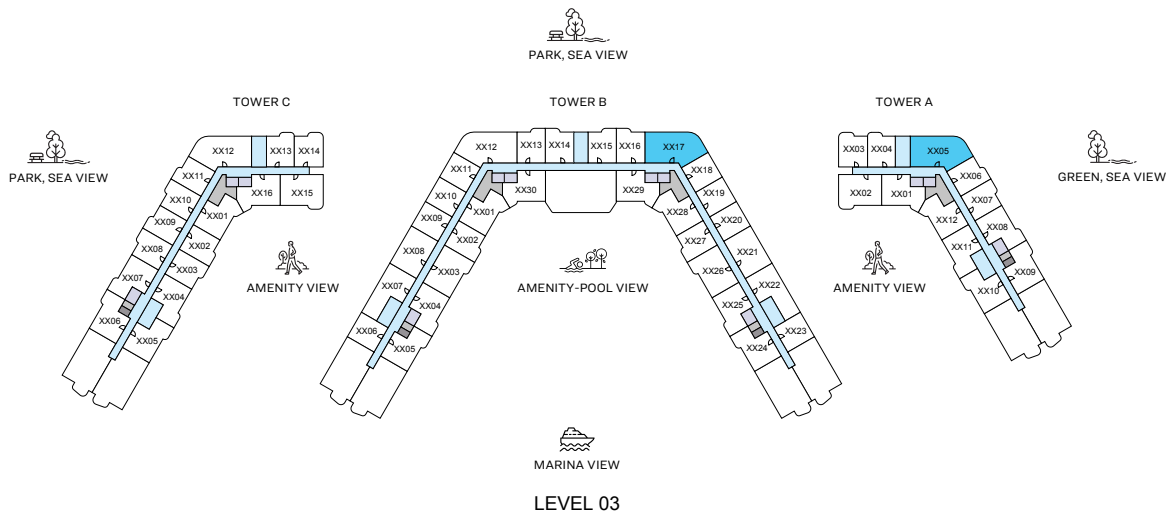 PARK, SEA VIEW
TOWER C
TOWER B
TOWER A
PARK, SEA VIEW
GREEN, SEA VIEW
XX12
XX13
XX14
XX11
XX10
XX09
XX08
XX07
XX06
XX01
XX02
XX03
XX04
XX05
XX16
XX15
XX12
XX13
XX14
XX15
XX16
XX17
XX11
XX10
XX09
XX08
XX07
XX06
XX30
XX01
XX02
XX03
XX04
XX05
XX29
XX28
XX27
XX26
XX25
XX24
XX18
XX19
XX20
XX21
XX22
XX23
XX03
XX04
XX05
XX02
XX01
XX06
XX07
XX08
XX09
XX12
XX11
XX10
AMENITY VIEW
AMENITY-POOL VIEW
AMENITY VIEW
MARINA VIEW
LEVEL 03